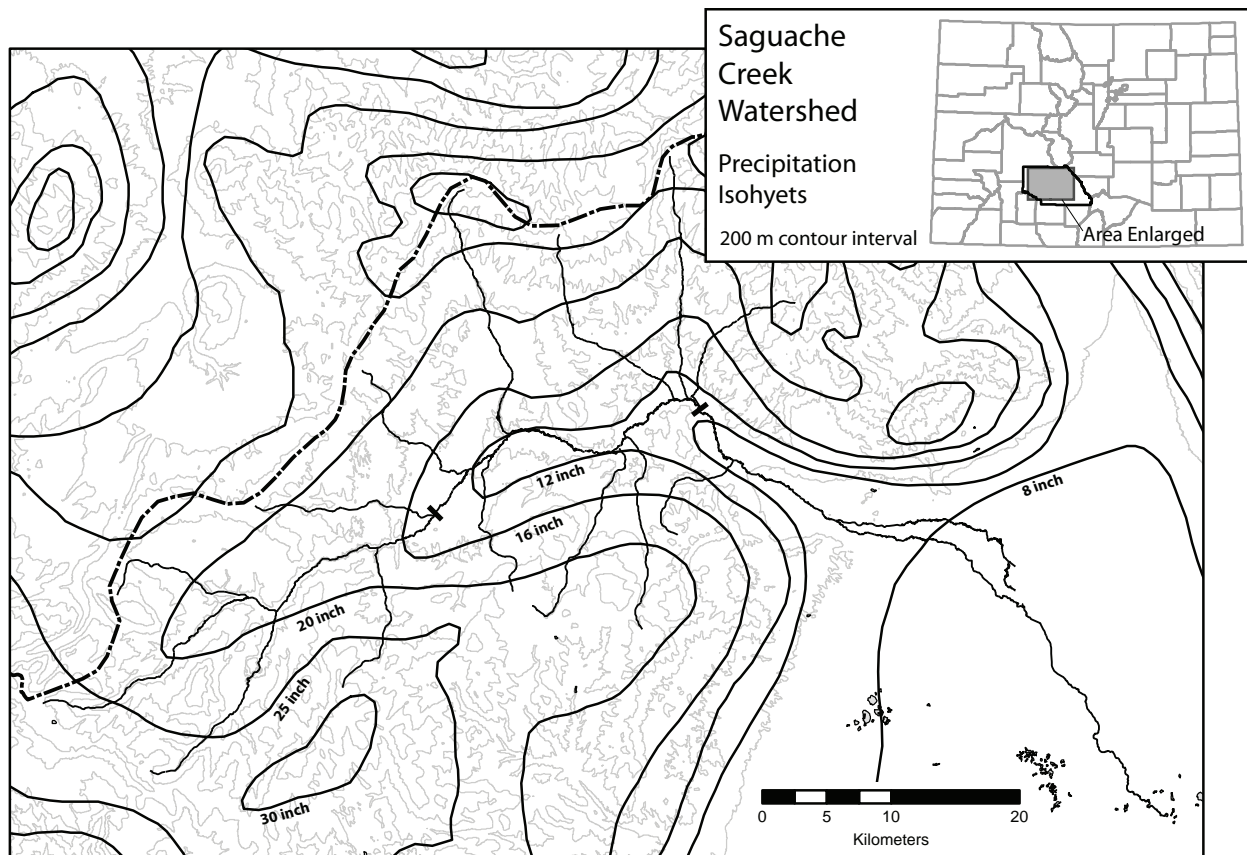 Saguache
Creek
Watershed
Precipitation
Isohyets
200 m contour interval
Area Enlarged
12 inch
8 inch
16 inch
20 inch
25 inch
30 inch
0 5 10 20
Kilometers